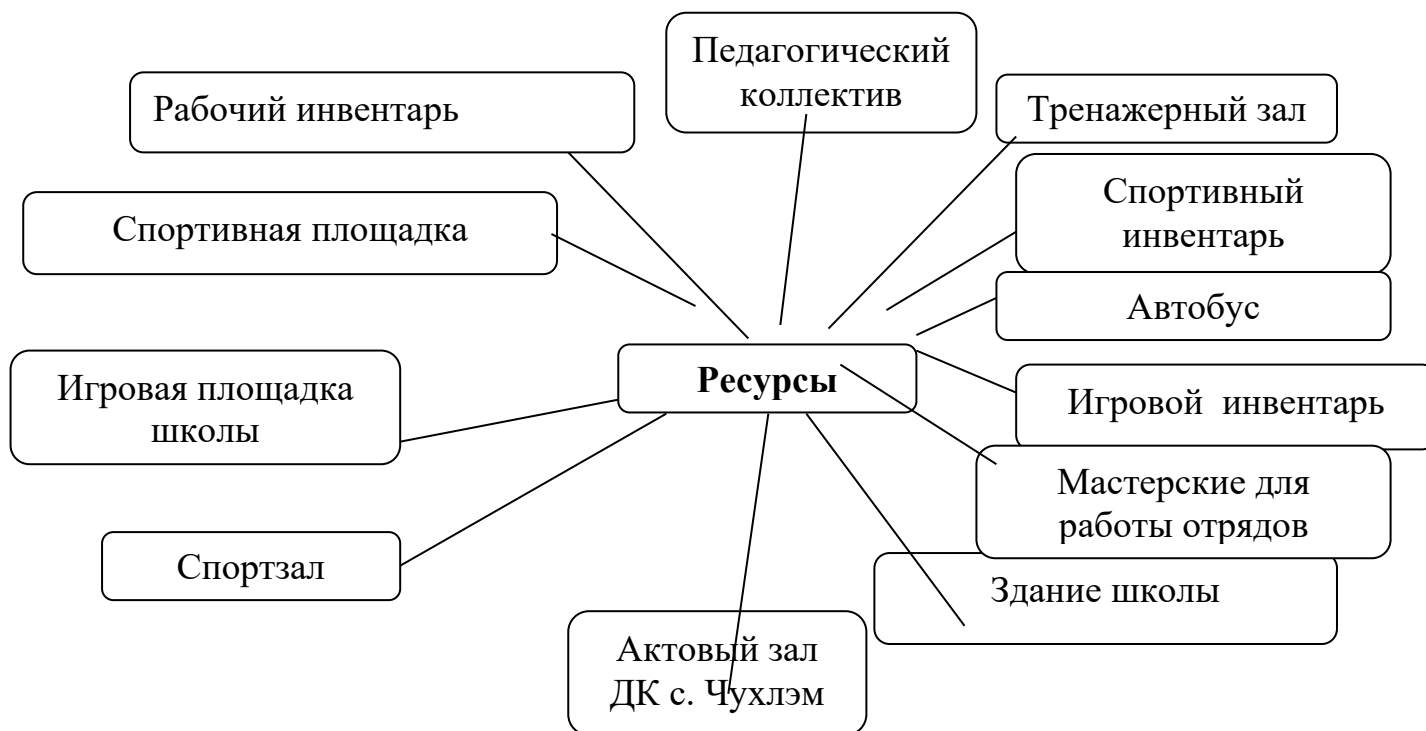 Педагогический
коллектив
Рабочий инвентарь
Тренажерный зал
Спортивный
инвентарь
Спортивная площадка
Автобус
Ресурсы
Игровая площадка
школы
Игровой инвентарь
Мастерские для
работы отрядов
Спортзал
Здание школы
Актовый зал
ДК с. Чухлэм